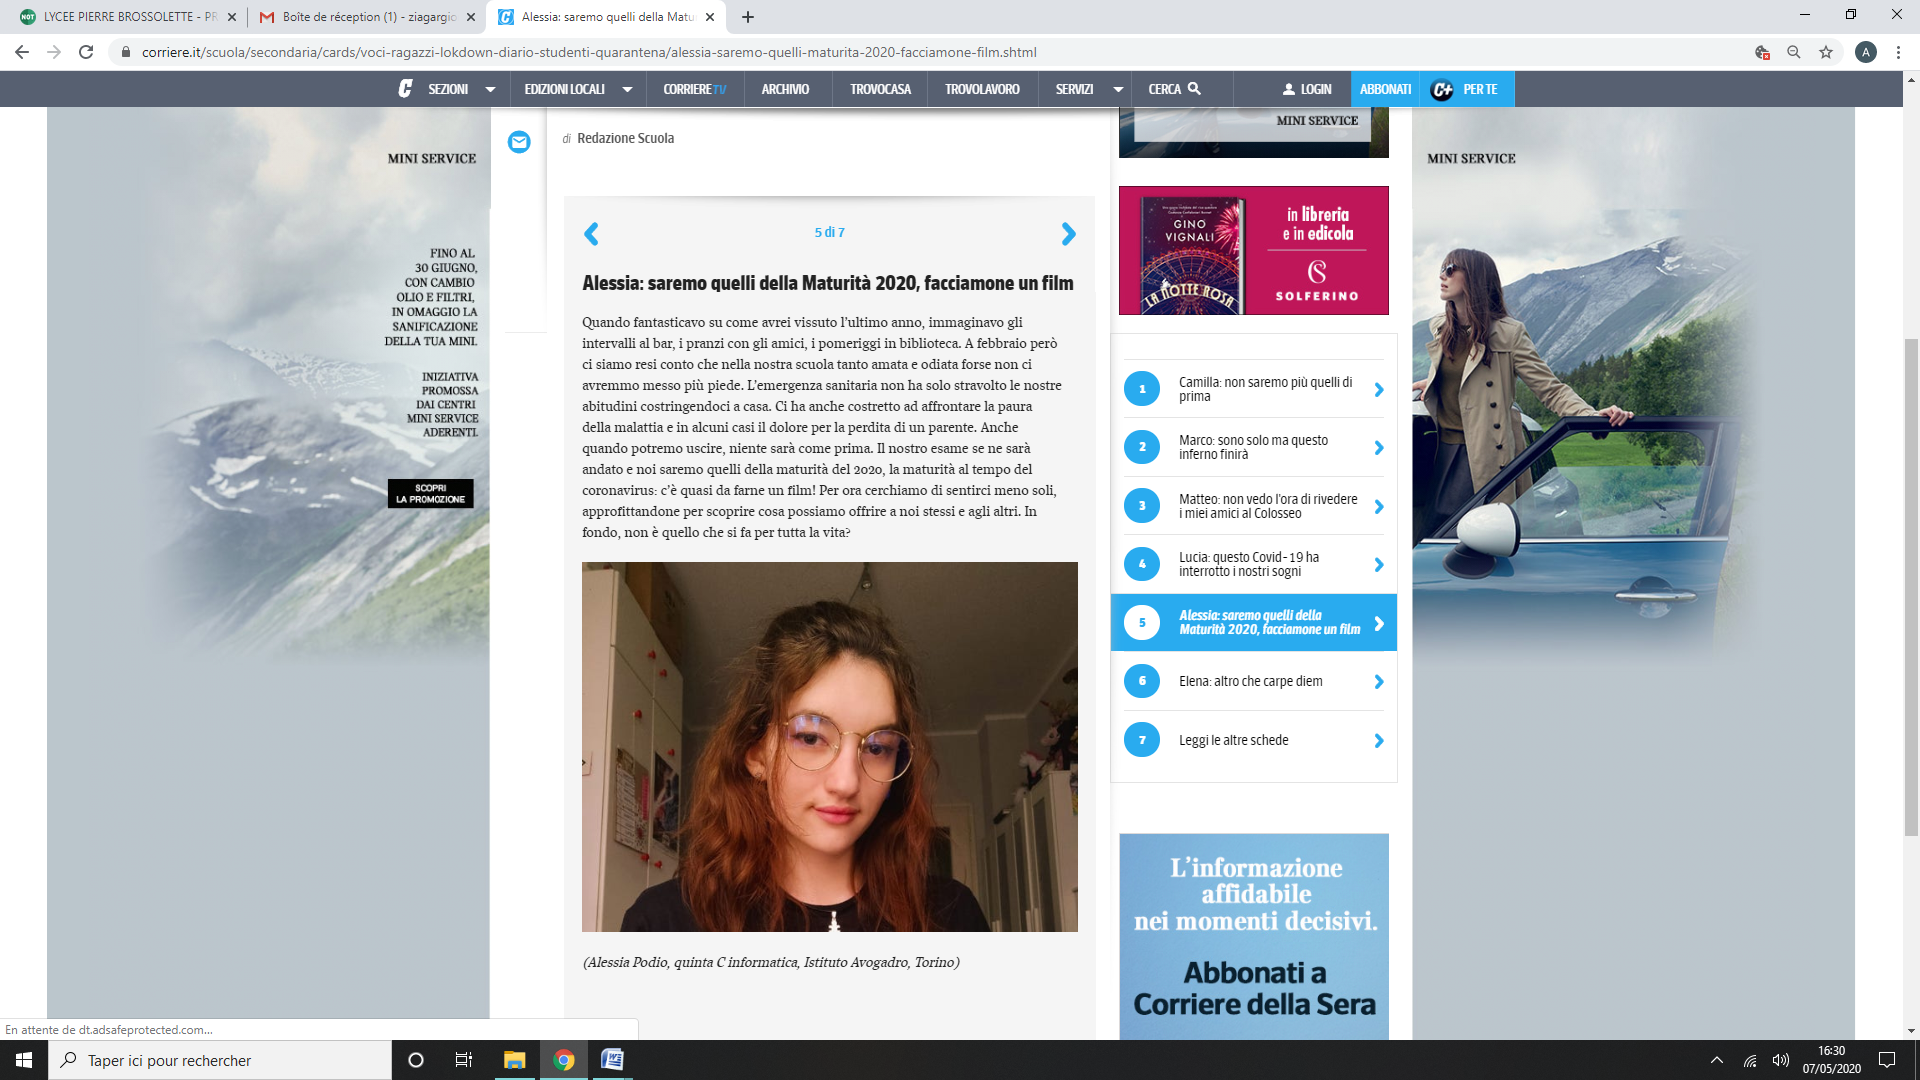 LYCEE PIERRE BROSSOLETTE - PR
Boîte de réception (1) - ziagargio
Alessia: saremo quelli della Matu
corriere.it/scuola/secondaria/cards/voci-ragazzi-lokdown-diario-studenti-quarantena/alessia-saremo-quelli-maturita-2020-facciamone-film.shtml
A
SEZIONI
EDIZIONI LOCALI
CORRIERETV
ARCHIVIO
TROVOCASA
TROVOLAVORO
SERVIZI
CERCA
LOGIN
ABBONATI
C+ PER TE
MINI SERVICE
FINO AL
30 GIUGNO,
CON CAMBIO
OLIO E FILTRI,
IN OMAGGIO LA
SANIFICAZIONE
DELLA TUA MINI.
INIZIATIVA
PROMOSSA
DAI CENTRI
MINI SERVICE
ADERENTI.
SCOPRI
LA PROMOZIONE
di Redazione Scuola
5 di 7
Alessia: saremo quelli della Maturità 2020, facciamone un film
Quando fantasticavo su come avrei vissuto l’ultimo anno, immaginavo gli
intervalli al bar, i pranzi con gli amici, i pomeriggi in biblioteca. A febbraio però
ci siamo resi conto che nella nostra scuola tanto amata e odiata forse non ci
avremmo messo più piede. L’emergenza sanitaria non ha solo stravolto le nostre
abitudini costringendoci a casa. Ci ha anche costretto ad affrontare la paura
della malattia e in alcuni casi il dolore per la perdita di un parente. Anche
quando potremo uscire, niente sarà come prima. Il nostro esame se ne sarà
andato e noi saremo quelli della maturità del 2020, la maturità al tempo del
coronavirus: c’è quasi da farne un film! Per ora cerchiamo di sentirci meno soli,
approfittandone per scoprire cosa possiamo offrire a noi stessi e agli altri. In
fondo, non è quello che si fa per tutta la vita?
(Alessia Podio, quinta C informatica, Istituto Avogadro, Torino)
MINI SERVICE
GINO
VIGNALI
LA NOTTE ROSA
in libreria
e in edicola
SOLFERINO
1 Camilla: non saremo più quelli di
prima
2 Marco: sono solo ma questo
inferno finirà
3 Matteo: non vedo l'ora di rivedere
i miei amici al Colosseo
4 Lucia: questo Covid-19 ha
interrotto i nostri sogni
5 Alessia: saremo quelli della
Maturità 2020, facciamone un film
6 Elena: altro che carpe diem
7 Leggi le altre schede
L’informazione
affidabile
nei momenti decisivi.
Abbonati a
Corriere della Sera
MINI SERVICE
En attente de dt.adsafeprotected.com...
Taper ici pour rechercher
16:30
07/05/2020